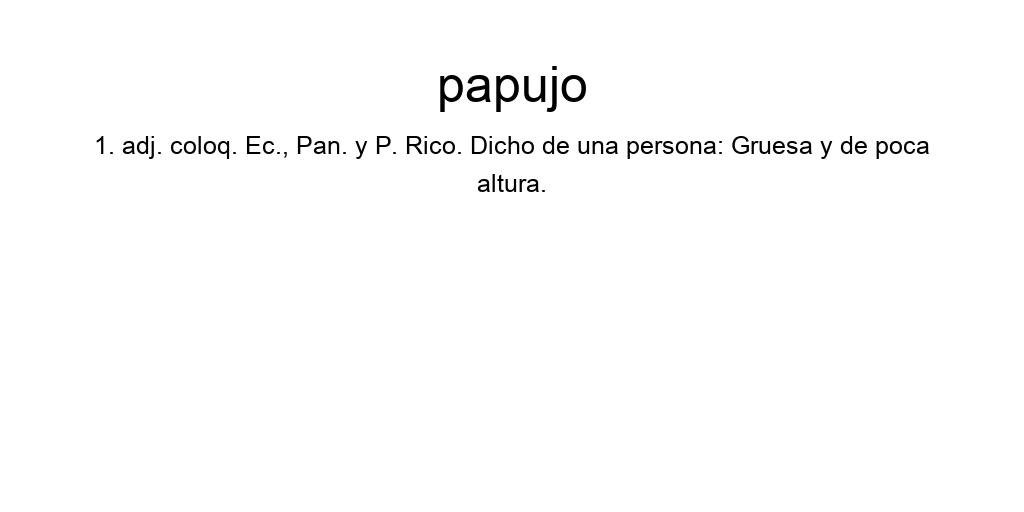 papujo
1. adj. coloq. Ec., Pan. y P. Rico. Dicho de una persona: Gruesa y de poca
altura.